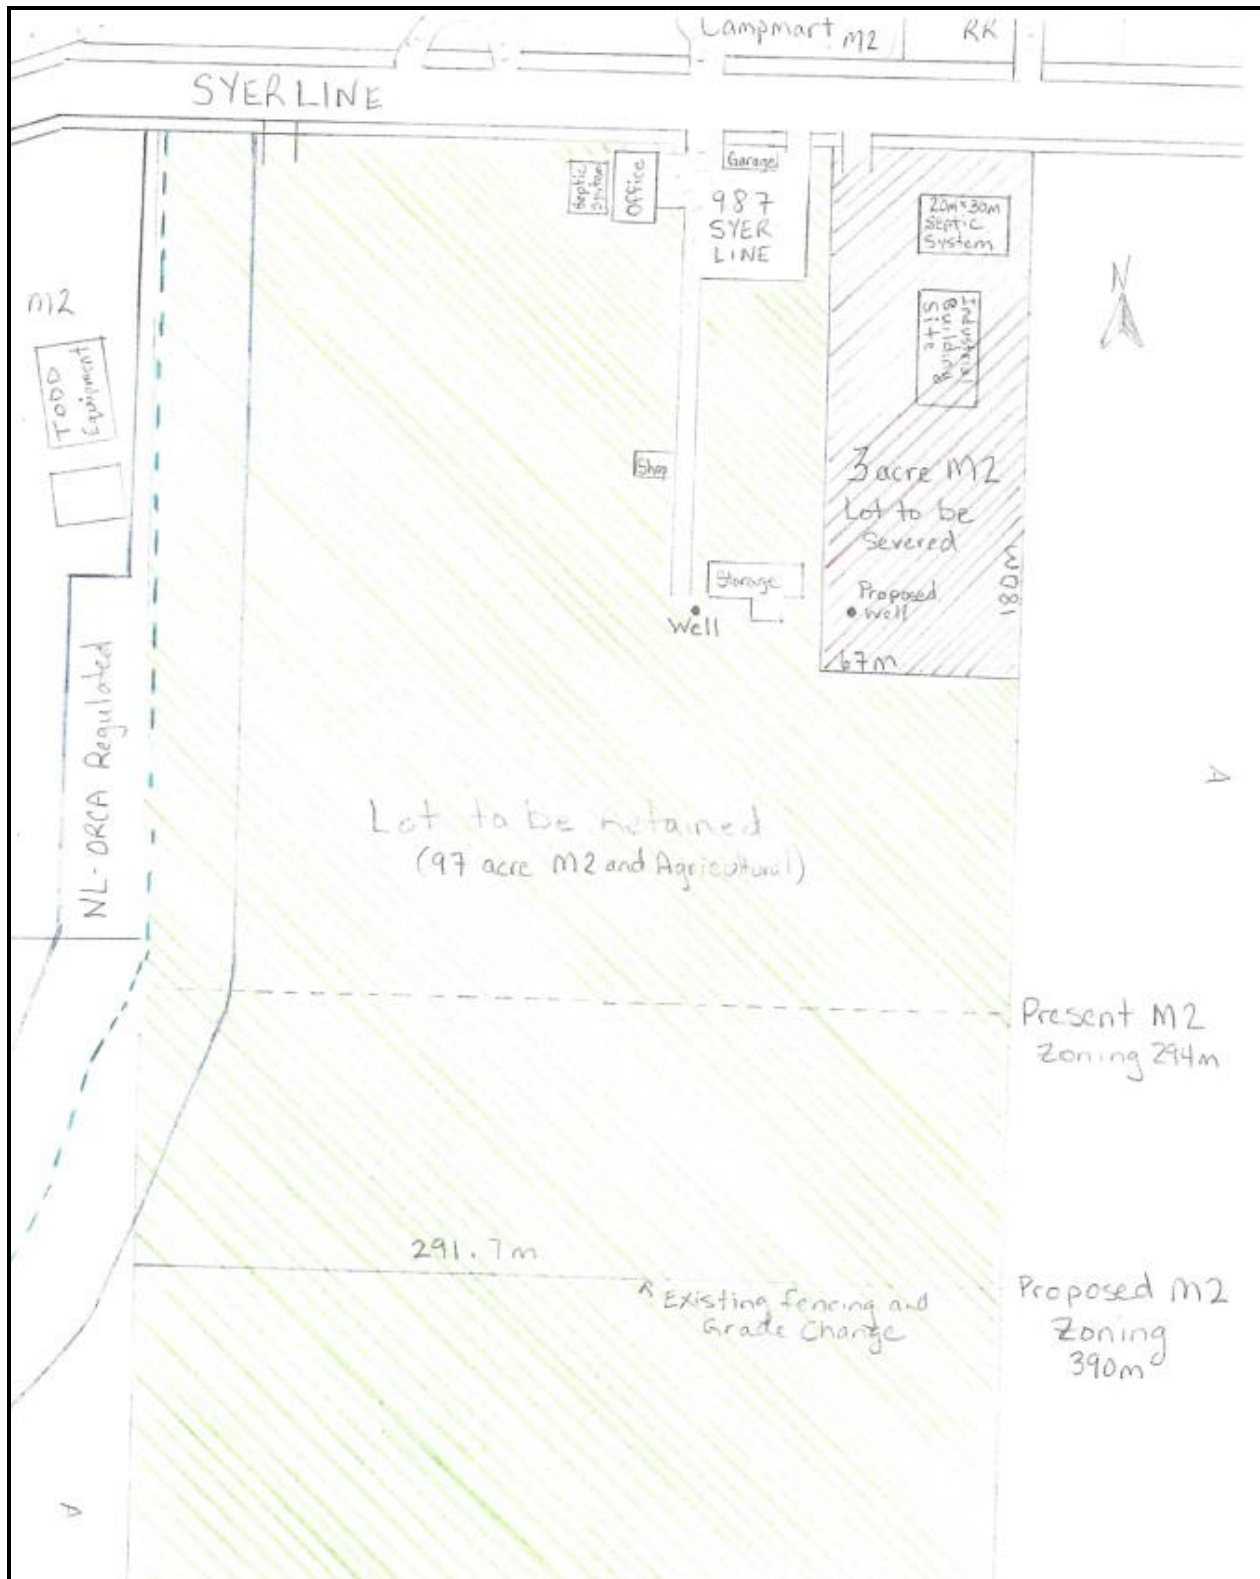 Lampmart M2
RR
SYER LINE
Septic
System
Office
Garage
987
SYER
LINE
20m x 30m
Septic
System
Industrial
Building
Site
N
M2
TODD
Equipment
Shop
3 acre M2
Lot to be
Severed
180m
Storage
Proposed
Well
Well
67m
NL-ORCA Regulated
A
Lot to be Retained
(97 acre M2 and Agricultural)
Present M2
Zoning 294m
291.7m
Existing fencing and
Grade Change
Proposed M2
Zoning
390m
A